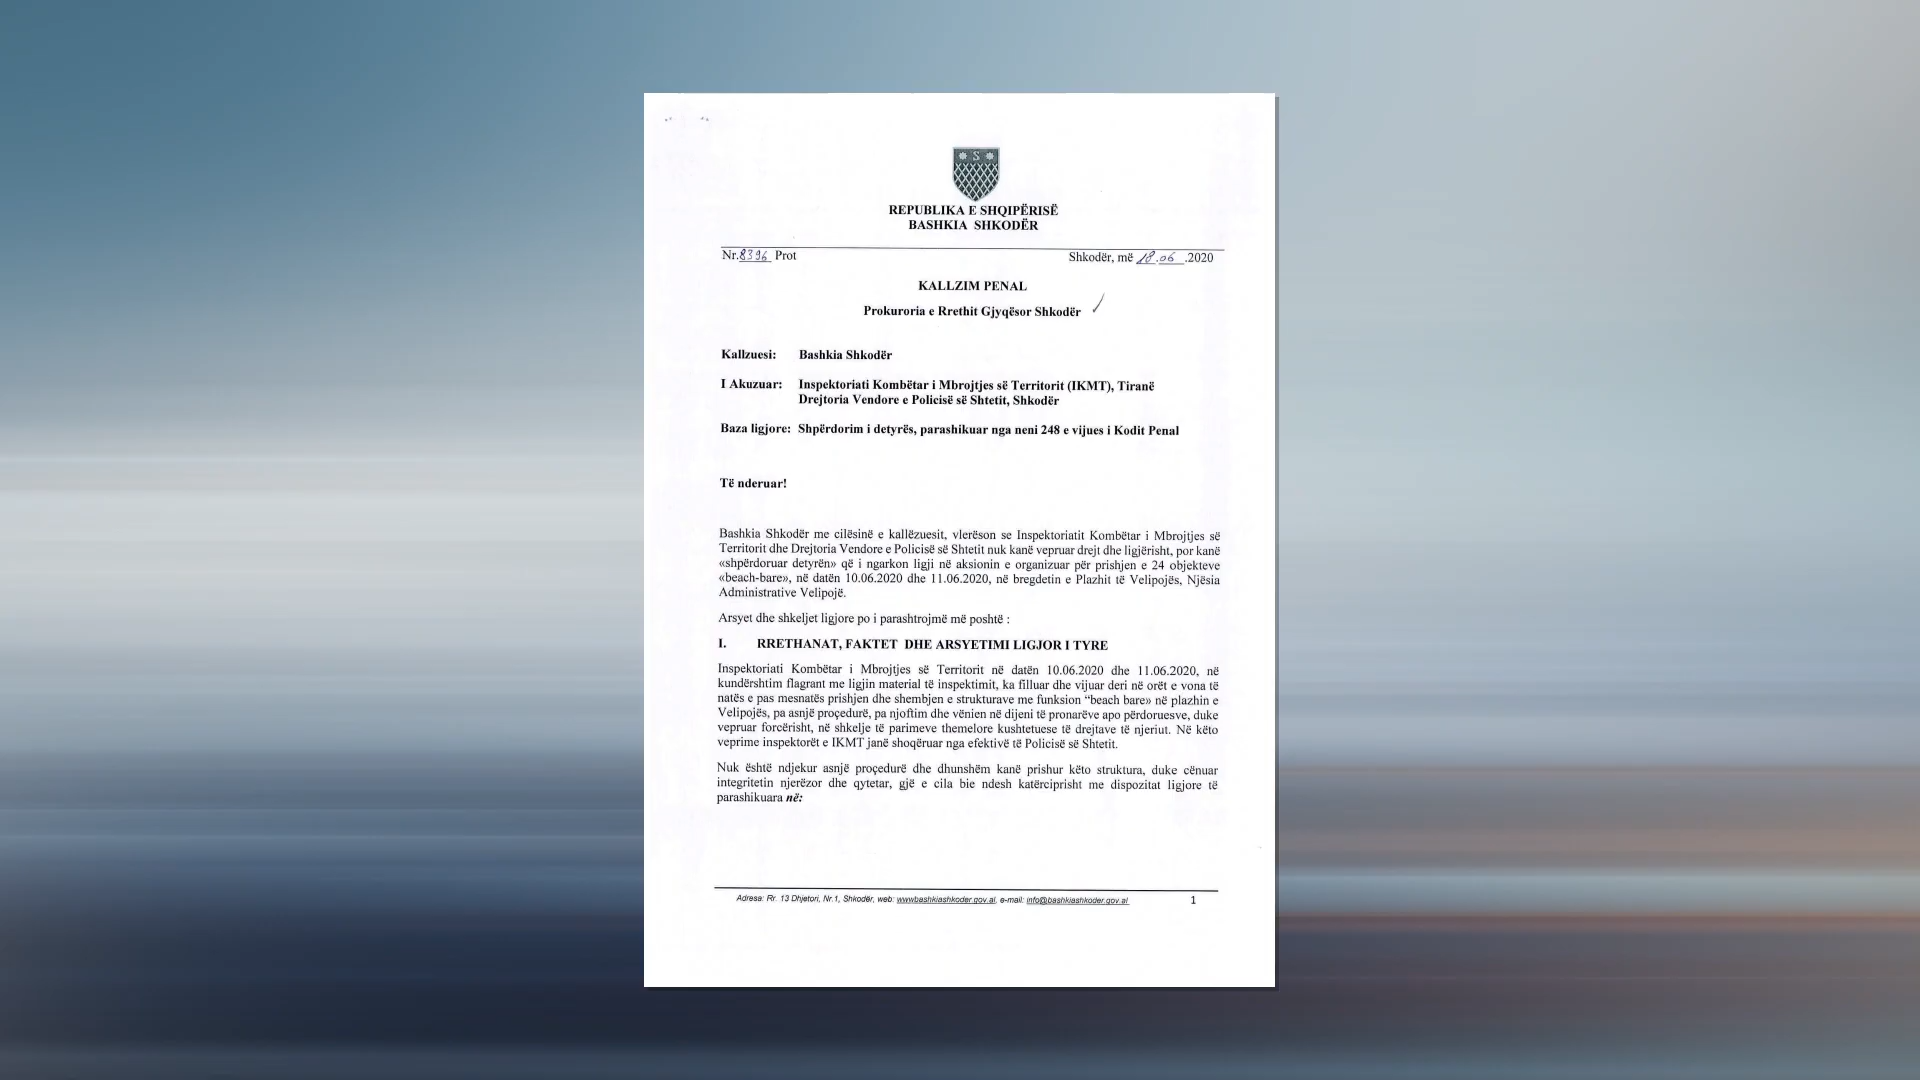 S
REPUBLIKA E SHQIPËRISË
BASHKIA SHKODËR
Nr.8396 Prot
Shkodër, më 18.06.2020
KALLZIM PENAL
Prokuroria e Rrethit Gjyqësor Shkodër
Kallzuesi: Bashkia Shkodër
I Akuzuar: Inspektoriati Kombëtar i Mbrojtjes së Territorit (IKMT), Tiranë
Drejtoria Vendore e Policisë së Shtetit, Shkodër
Baza ligjore: Shpërdorim i detyrës, parashikuar nga neni 248 e vijues i Kodit Penal
Të nderuar!
Bashkia Shkodër me cilësinë e kallëzuesit, vlerëson se Inspektoriatit Kombëtar i Mbrojtjes së
Territorit dhe Drejtoria Vendore e Policisë së Shtetit nuk kanë vepruar drejt dhe ligjërisht, por kanë
«shpërdoruar detyrën» që i ngarkon ligji në aksionin e organizuar për prishjen e 24 objekteve
«beach-bare», në datën 10.06.2020 dhe 11.06.2020, në bregdetin e Plazhit të Velipojës, Njësia
Administrative Velipojë.
Arsyet dhe shkeljet ligjore po i parashtrojmë më poshtë :
I. RRETHANAT, FAKTET DHE ARSYETIMI LIGJOR I TYRE
Inspektoriati Kombëtar i Mbrojtjes së Territorit në datën 10.06.2020 dhe 11.06.2020, në
kundërshtim flagrant me ligjin material të inspektimit, ka filluar dhe vijuar deri në orët e vona të
natës e pas mesnatës prishjen dhe shembjen e strukturave me funksion “beach bare» në plazhin e
Velipojës, pa asnjë proçedurë, pa njoftim dhe vënien në dijeni të pronarëve apo përdoruesve, duke
vepruar forcërisht, në shkelje të parimeve themelore kushtetuese të drejtave të njeriut. Në këto
veprime inspektorët e IKMT janë shoqëruar nga efektivë të Policisë së Shtetit.
Nuk është ndjekur asnjë proçedurë dhe dhunshëm kanë prishur këto struktura, duke cënuar
integritetin njerëzor dhe qytetar, gjë e cila bie ndesh katërciprisht me dispozitat ligjore të
parashikuara në:
Adresa: Rr. 13 Dhjetori, Nr.1, Shkodër, web: wwwbashkiashkoder.gov.al, e-mail: info@bashkiashkoder.gov.al 1